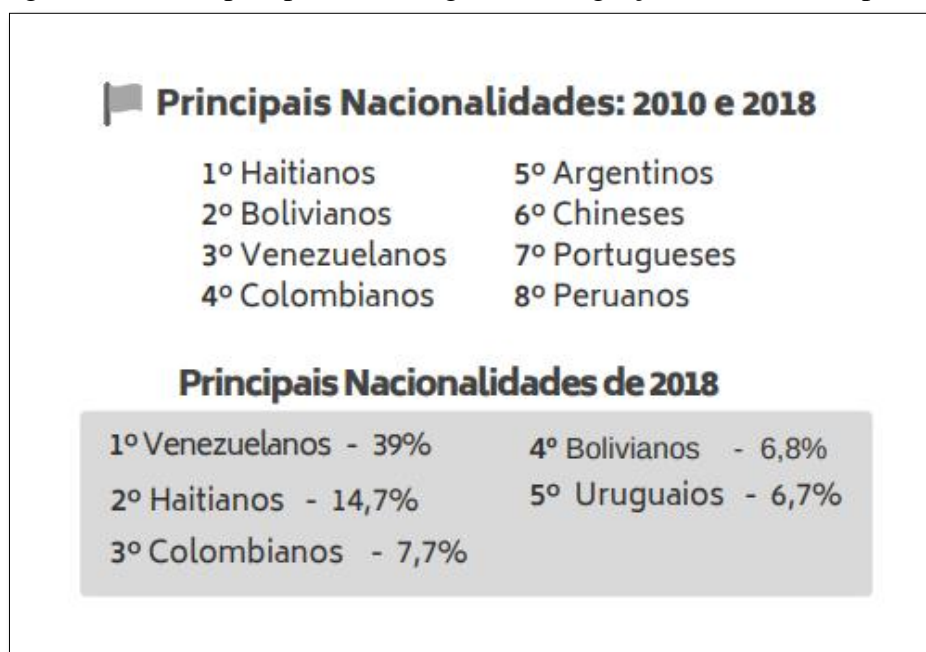 Principais Nacionalidades: 2010 e 2018
1º Haitianos
2º Bolivianos
3º Venezuelanos
4º Colombianos
5º Argentinos
6º Chineses
7º Portugueses
8º Peruanos
Principais Nacionalidades de 2018
1º Venezuelanos - 39%
2º Haitianos - 14,7%
3º Colombianos - 7,7%
4º Bolivianos - 6,8%
5º Uruguaios - 6,7%